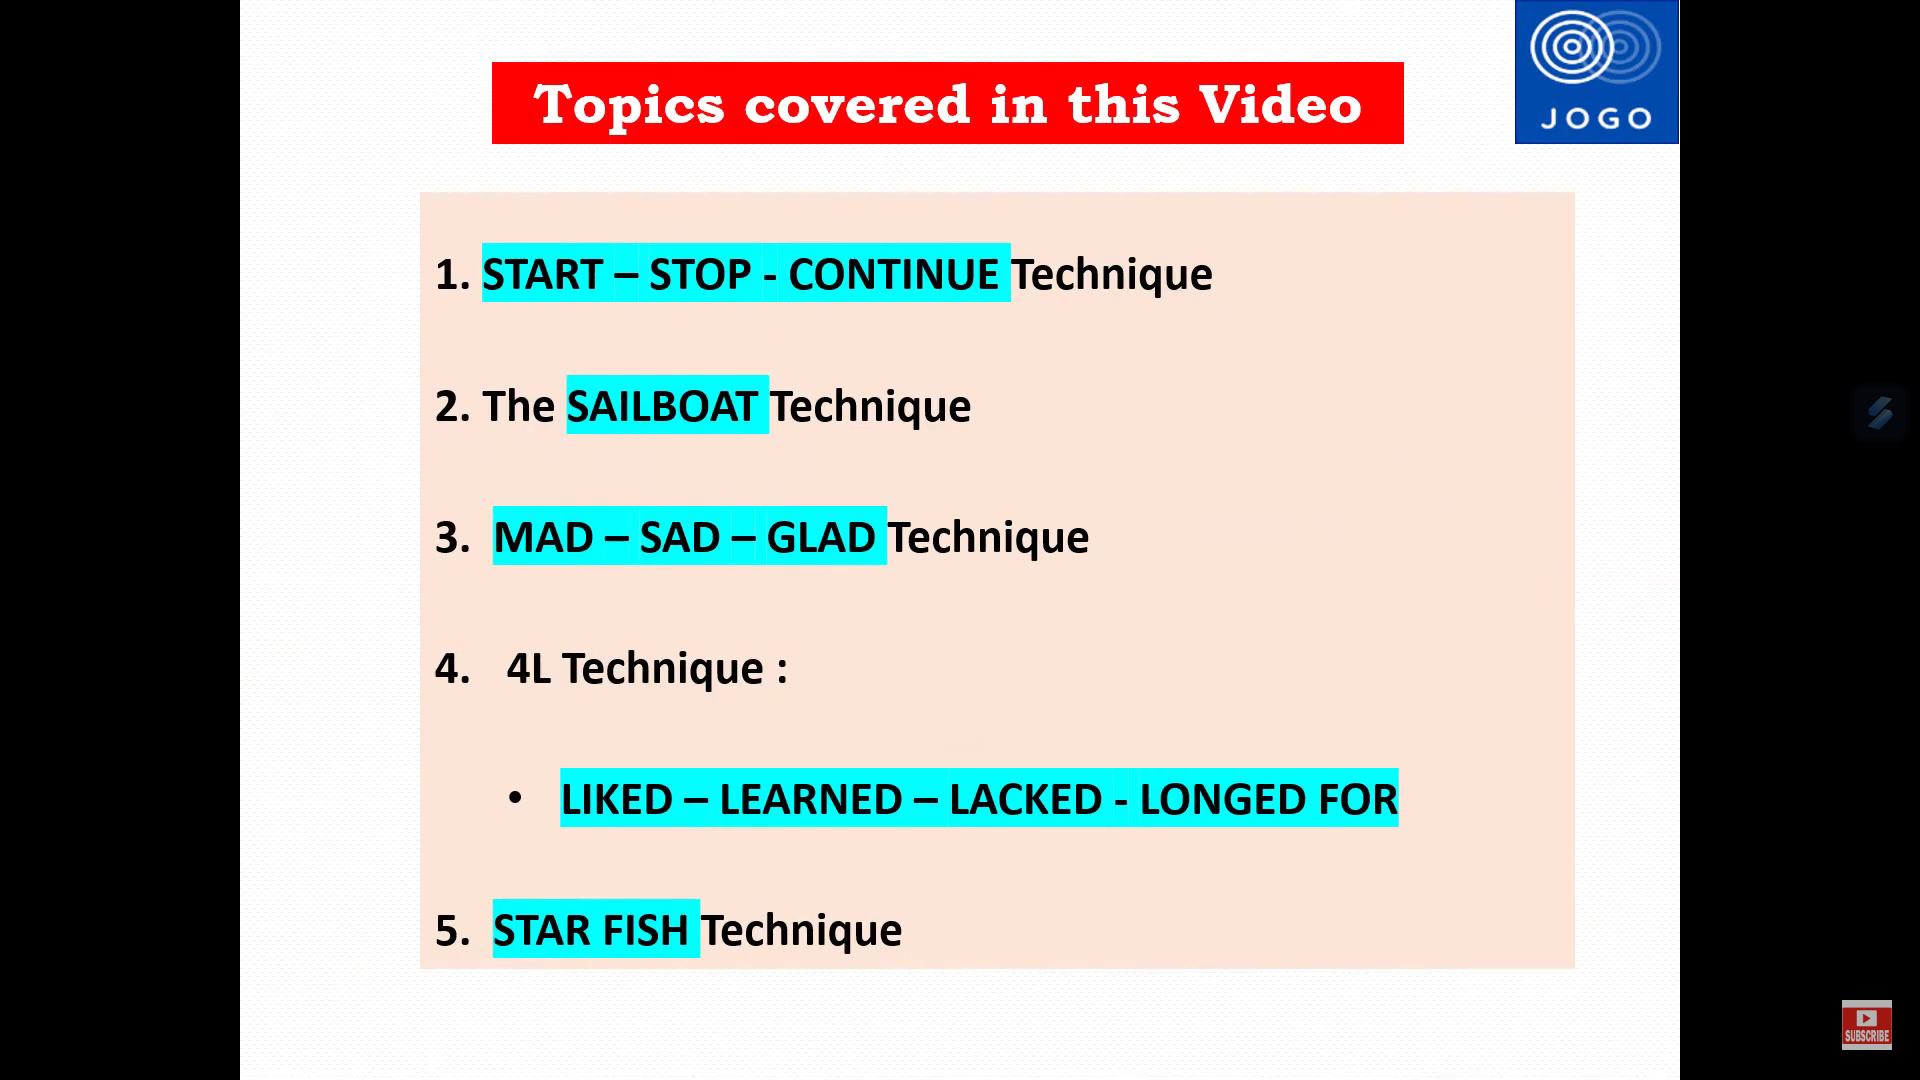 Topics covered in this Video
JOGO
1. START – STOP - CONTINUE Technique
2. The SAILBOAT Technique
3. MAD – SAD – GLAD Technique
4. 4L Technique :
• LIKED – LEARNED – LACKED - LONGED FOR
5. STAR FISH Technique
SUBSCRIBE